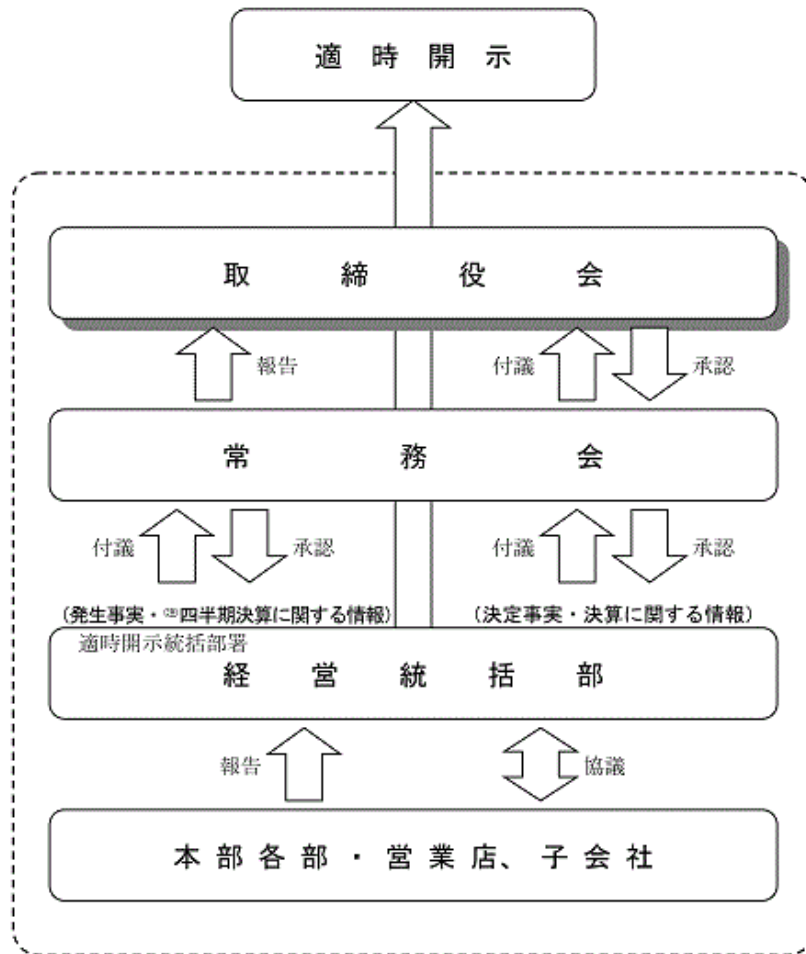 適時開示
取締役会
報告 付議 承認
常務会
付議 承認 付議 承認
(発生事実・(注)四半期決算に関する情報) (決定事実・決算に関する情報)
適時開示統括部署
経営統括部
報告 協議
本部各部・営業店、子会社